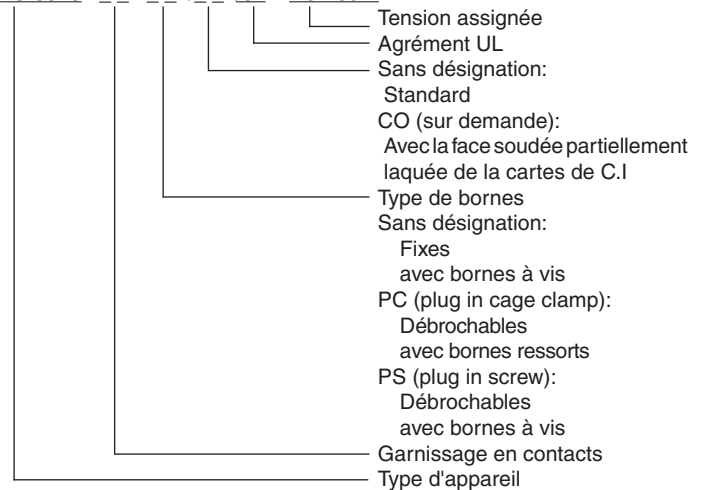 Tension assignée
Agrément UL
Sans désignation:
Standard
CO (sur demande):
Avec la face soudée partiellement
laquée de la cartes de C.I
Type de bornes
Sans désignation:
Fixes
avec bornes à vis
PC (plug in cage clamp):
Débrochables
avec bornes ressorts
PS (plug in screw):
Débrochables
avec bornes à vis
Garnissage en contacts
Type d'appareil